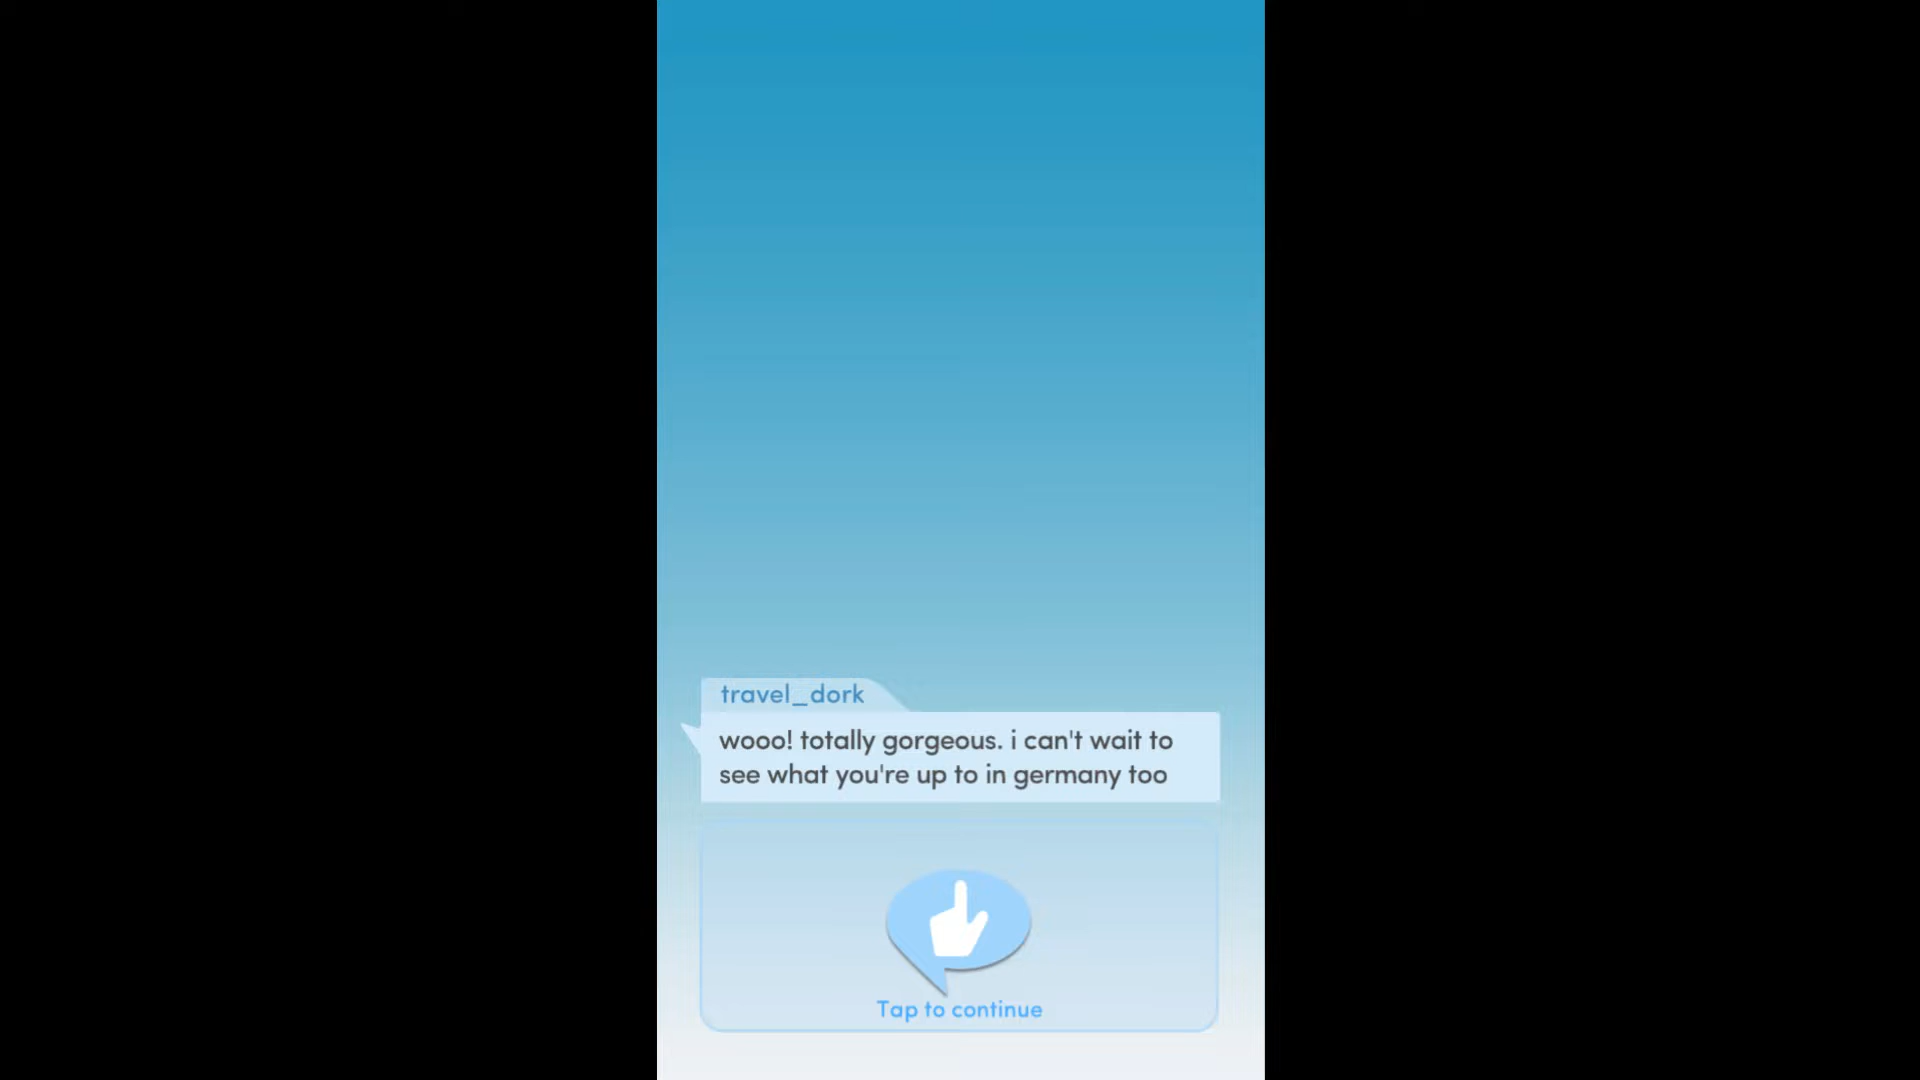 travel_dork
wooo! totally gorgeous. i can't wait to
see what you're up to in germany too
Tap to continue